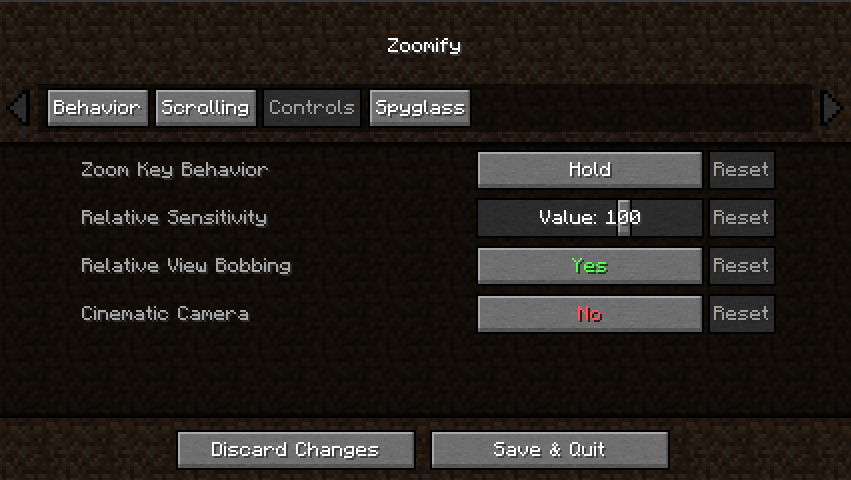 Zoomify
Behavior Scrolling Controls Spyglass
Zoom Key Behavior Hold Reset
Relative Sensitivity Value: 100 Reset
Relative View Bobbing Yes Reset
Cinematic Camera No Reset
Discard Changes Save & Quit